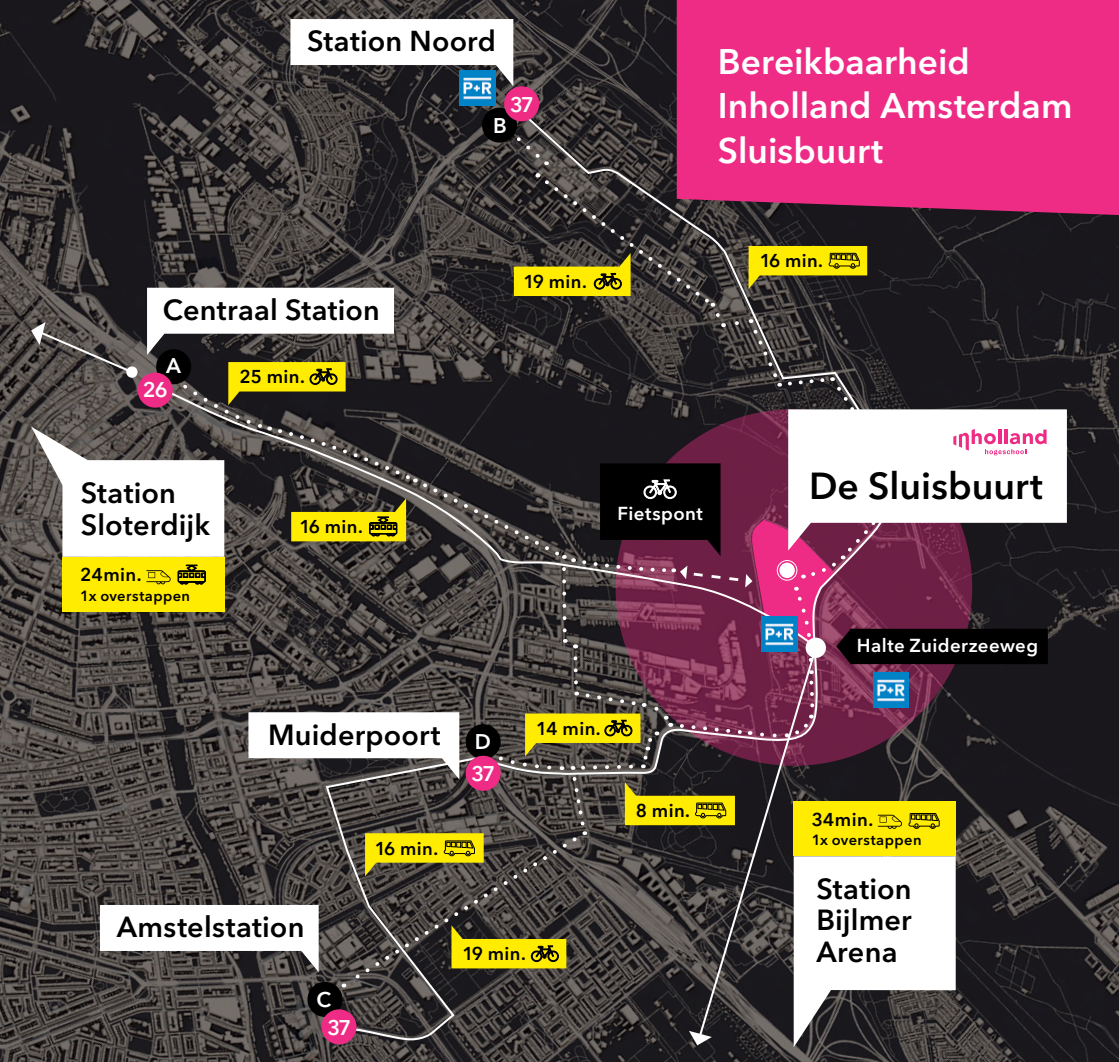 Bereikbaarheid
Inholland Amsterdam
Sluisbuurt
Station Noord
P+R
37
B
19 min.
16 min.
Centraal Station
A
26
25 min.
16 min.
Station
Sloterdijk
24min.
1x overstappen
Fietspont
inholland
hogeschool
De Sluisbuurt
P+R
Halte Zuiderzeeweg
P+R
Muiderpoort
D
37
14 min.
8 min.
16 min.
34min.
1x overstappen
Station
Bijlmer
Arena
Amstelstation
19 min.
C
37